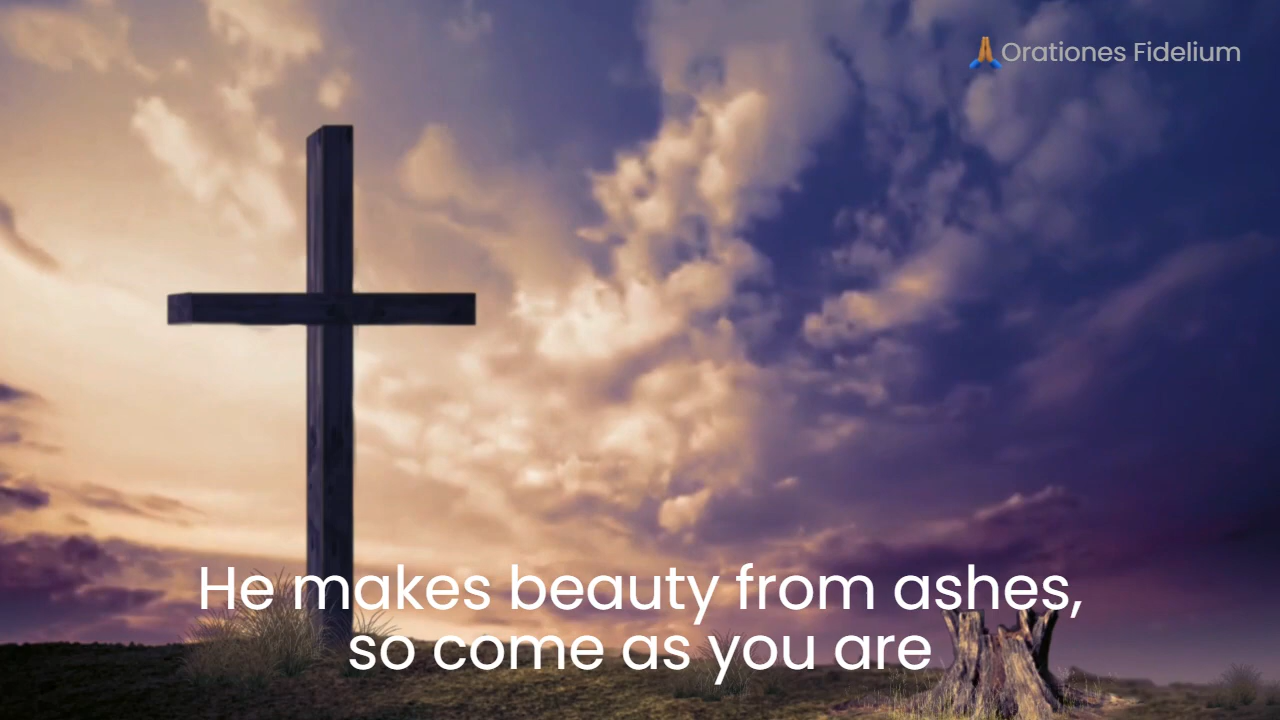 🙏Orationes Fidelium
He makes beauty from ashes,
so come as you are